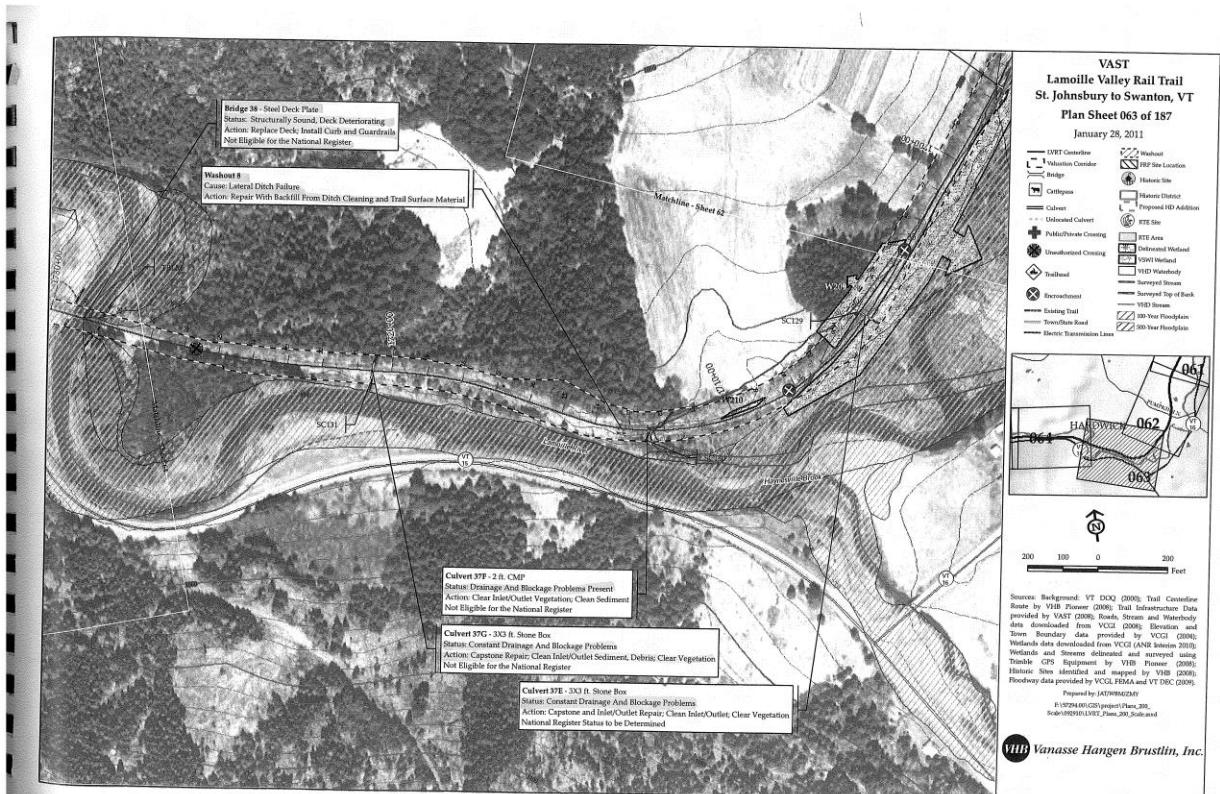 Bridge 38 - Steel Deck Plate
Status: Structurally Sound, Deck Deteriorating
Action: Replace Deck; Install Curb and Guardrails
Not Eligible for the National Register
Washout 8
Cause: Lateral Ditch Failure
Action: Repair With Backfill From Ditch Cleaning and Trail Surface Material
Matchline - Sheet 62
1700+00
W209
SC129
1710+00
W210
SC131
VT
15
Culvert 37F - 2 ft. CMP
Status: Drainage And Blockage Problems Present
Action: Clear Inlet/Outlet Vegetation; Clean Sediment
Not Eligible for the National Register
Culvert 37G - 3X3 ft. Stone Box
Status: Constant Drainage And Blockage Problems
Action: Capstone Repair; Clean Inlet/Outlet Sediment, Debris; Clear Vegetation
Not Eligible for the National Register
Culvert 37E - 3X3 ft. Stone Box
Status: Constant Drainage And Blockage Problems
Action: Capstone and Inlet/Outlet Repair; Clean Inlet/Outlet; Clear Vegetation
National Register Status to be Determined
VT
16
VAST
Lamoille Valley Rail Trail
St. Johnsbury to Swanton, VT
Plan Sheet 063 of 187
January 28, 2011
LVRT Centerline
Valuation Corridor
Bridge
Cattlepass
Culvert
Unlocated Culvert
Public/Private Crossing
Unauthorized Crossing
Trailhead
Encroachment
Existing Trail
Town/State Road
Electric Transmission Lines
Washout
FRP Site Location
Historic Site
Historic District
Proposed HD Addition
RTE Site
RTE Area
Delineated Wetland
VSWI Wetland
VHD Waterbody
Surveyed Stream
Surveyed Top of Bank
VHD Stream
100-Year Floodplain
500-Year Floodplain
061
HARDWICK
062
064
063
N
200 100 0 200
Feet
Sources: Background: VT DOQ (2000); Trail Centerline
Route by VHB Pioneer (2008); Trail Infrastructure Data
provided by VAST (2008); Roads, Stream and Waterbody
data downloaded from VCGI (2008); Elevation and
Town Boundary data provided by VCGI (2004);
Wetlands data downloaded from VCGI (ANR Interim 2010);
Wetlands and Streams delineated and surveyed using
Trimble GPS Equipment by VHB Pioneer (2008);
Historic Sites identified and mapped by VHB (2008);
Floodway data provided by VCGI, FEMA and VT DEC (2009).
Prepared by: JAT/WBM/ZMY
VHB Vanasse Hangen Brustlin, Inc.